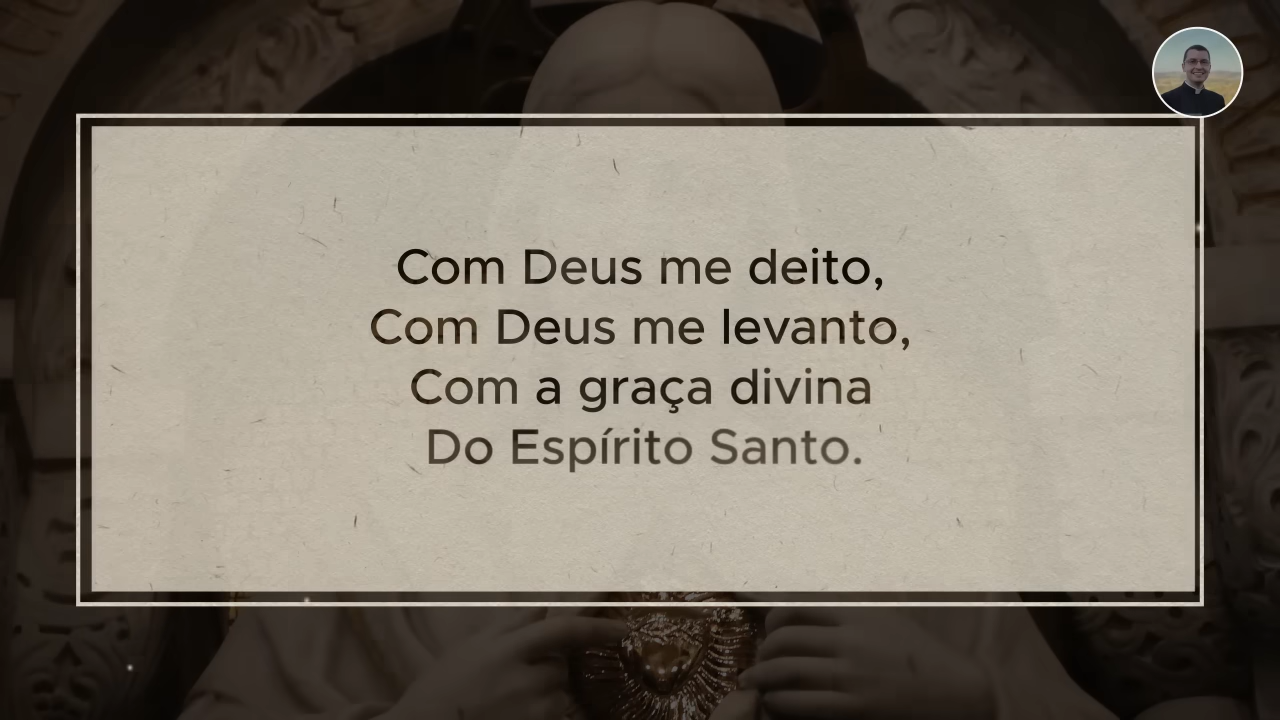 Com Deus me deito,
Com Deus me levanto,
Com a graça divina
Do Espírito Santo.